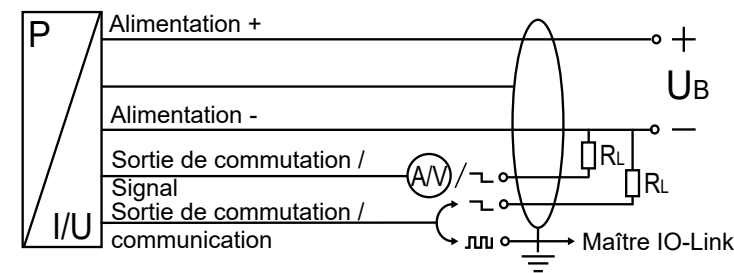 P
I/U
Alimentation +
+
UB
Alimentation -
−
Sortie de commutation /
Signal
A/V /
RL
RL
Sortie de commutation /
communication
Maître IO-Link